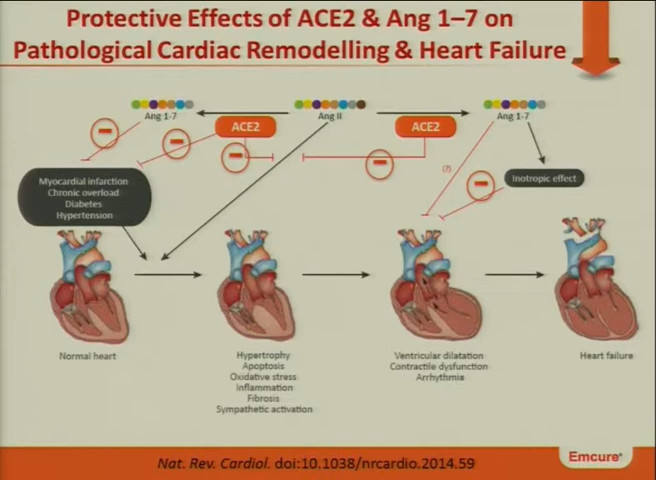 Protective Effects of ACE2 & Ang 1–7 on
Pathological Cardiac Remodelling & Heart Failure
Ang 1-7
ACE2
Ang II
ACE2
Ang 1-7
(?)
Inotropic effect
Myocardial infarction
Chronic overload
Diabetes
Hypertension
Normal heart
Hypertrophy
Apoptosis
Oxidative stress
Inflammation
Fibrosis
Sympathetic activation
Ventricular dilatation
Contractile dysfunction
Arrhythmia
Heart failure
Nat. Rev. Cardiol. doi:10.1038/nrcardio.2014.59
Emcure